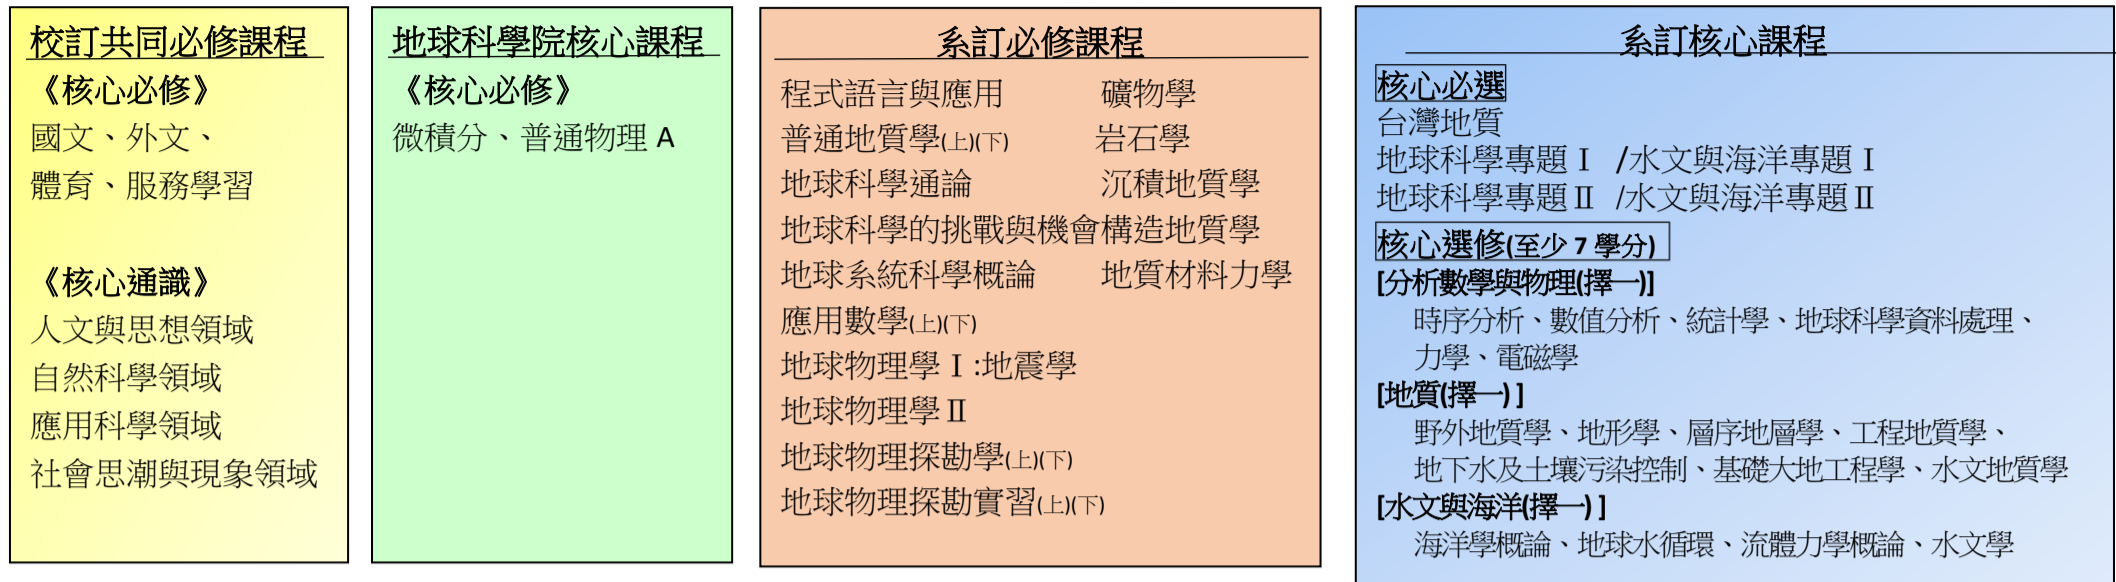 校訂共同必修課程
《核心必修》
國文、外文、
體育、服務學習
《核心通識》
人文與思想領域
自然科學領域
應用科學領域
社會思潮與現象領域
地球科學院核心課程
《核心必修》
微積分、普通物理 A
系訂必修課程
程式語言與應用 礦物學
普通地質學(上)(下) 岩石學
地球科學通論 沉積地質學
地球科學的挑戰與機會 構造地質學
地球系統科學概論 地質材料力學
應用數學(上)(下)
地球物理學Ⅰ:地震學
地球物理學Ⅱ
地球物理探勘學(上)(下)
地球物理探勘實習(上)(下)
系訂核心課程
核心必選
台灣地質
地球科學專題Ⅰ /水文與海洋專題Ⅰ
地球科學專題Ⅱ /水文與海洋專題Ⅱ
核心選修(至少 7 學分)
[分析數學與物理(擇一)]
時序分析、數值分析、統計學、地球科學資料處理、
力學、電磁學
[地質(擇一) ]
野外地質學、地形學、層序地層學、工程地質學、
地下水及土壤污染控制、基礎大地工程學、水文地質學
[水文與海洋(擇一) ]
海洋學概論、地球水循環、流體力學概論、水文學